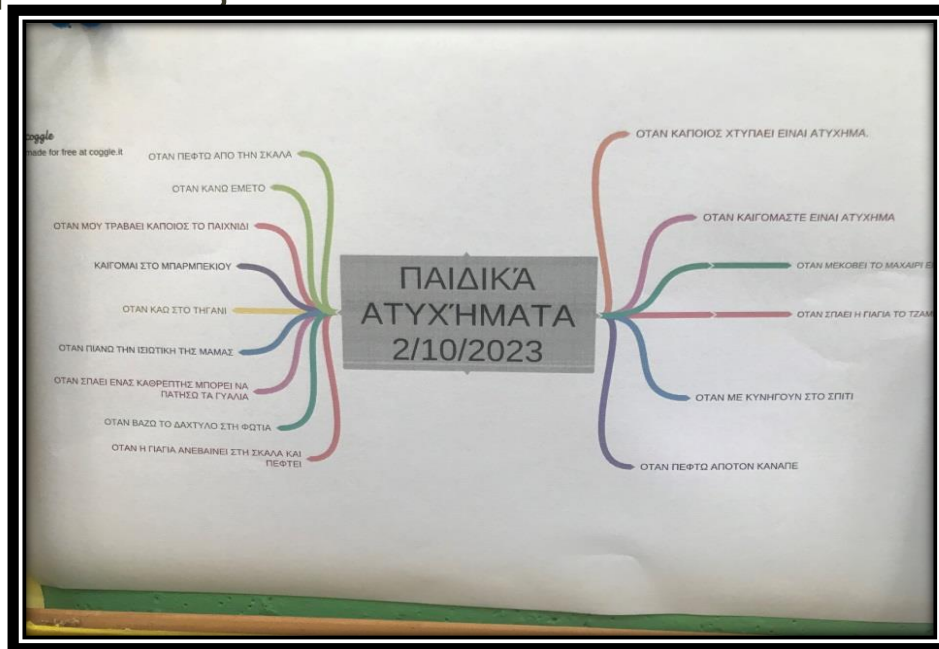 coggle
made for free at coggle.it
ΟΤΑΝ ΠΕΦΤΩ ΑΠΟ ΤΗΝ ΣΚΑΛΑ
ΟΤΑΝ ΚΑΝΩ ΕΜΕΤΟ
ΟΤΑΝ ΜΟΥ ΤΡΑΒΑΕΙ ΚΑΠΟΙΟΣ ΤΟ ΠΑΙΧΝΙΔΙ
ΚΑΙΓΟΜΑΙ ΣΤΟ ΜΠΑΡΜΠΕΚΙΟΥ
ΟΤΑΝ ΚΑΩ ΣΤΟ ΤΗΓΑΝΙ
ΟΤΑΝ ΠΙΑΝΩ ΤΗΝ ΙΣΙΩΤΙΚΗ ΤΗΣ ΜΑΜΑΣ
ΟΤΑΝ ΣΠΑΕΙ ΕΝΑΣ ΚΑΘΡΕΠΤΗΣ ΜΠΟΡΕΙ ΝΑ
ΠΑΤΗΣΩ ΤΑ ΓΥΑΛΙΑ
ΟΤΑΝ ΒΑΖΩ ΤΟ ΔΑΧΤΥΛΟ ΣΤΗ ΦΩΤΙΑ
ΟΤΑΝ Η ΓΙΑΓΙΑ ΑΝΕΒΑΙΝΕΙ ΣΤΗ ΣΚΑΛΑ ΚΑΙ
ΠΕΦΤΕΙ
ΠΑΙΔΙΚΆ
ΑΤΥΧΉΜΑΤΑ
2/10/2023
ΟΤΑΝ ΚΑΠΟΙΟΣ ΧΤΥΠΑΕΙ ΕΙΝΑΙ ΑΤΥΧΗΜΑ.
ΟΤΑΝ ΚΑΙΓΟΜΑΣΤΕ ΕΙΝΑΙ ΑΤΥΧΗΜΑ
ΟΤΑΝ ΜΕΚΟΒΕΙ ΤΟ ΜΑΧΑΙΡΙ
ΟΤΑΝ ΣΠΑΕΙ Η ΓΙΑΓΙΑ ΤΟ ΤΖΑΜ
ΟΤΑΝ ΜΕ ΚΥΝΗΓΟΥΝ ΣΤΟ ΣΠΙΤΙ
ΟΤΑΝ ΠΕΦΤΩ ΑΠΟΤΟΝ ΚΑΝΑΠΕ